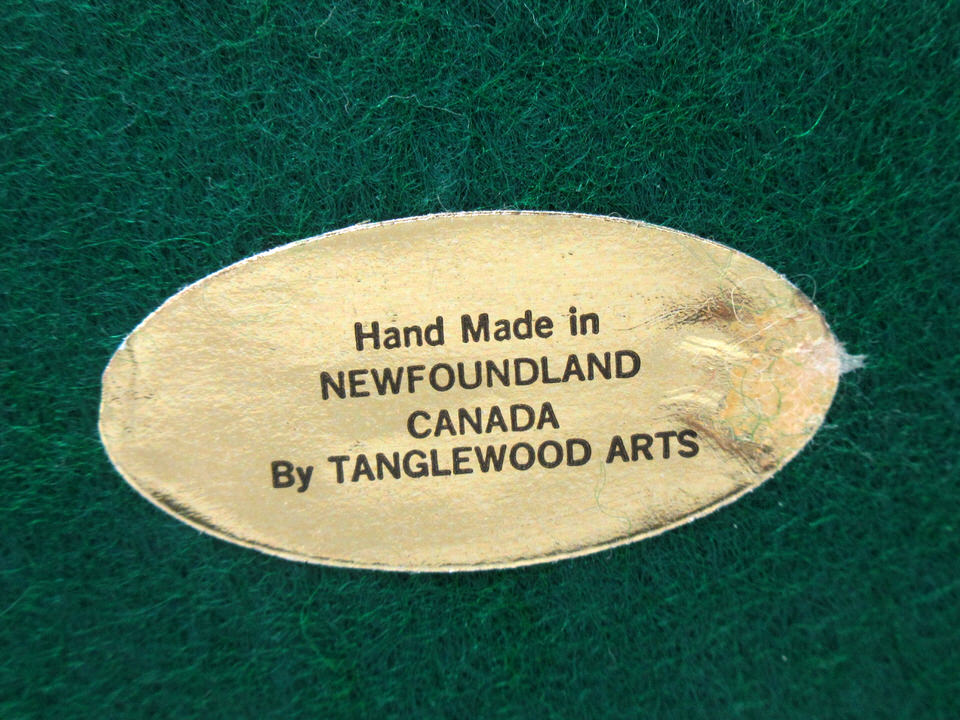 Hand Made in
NEWFOUNDLAND
CANADA
By TANGLEWOOD ARTS